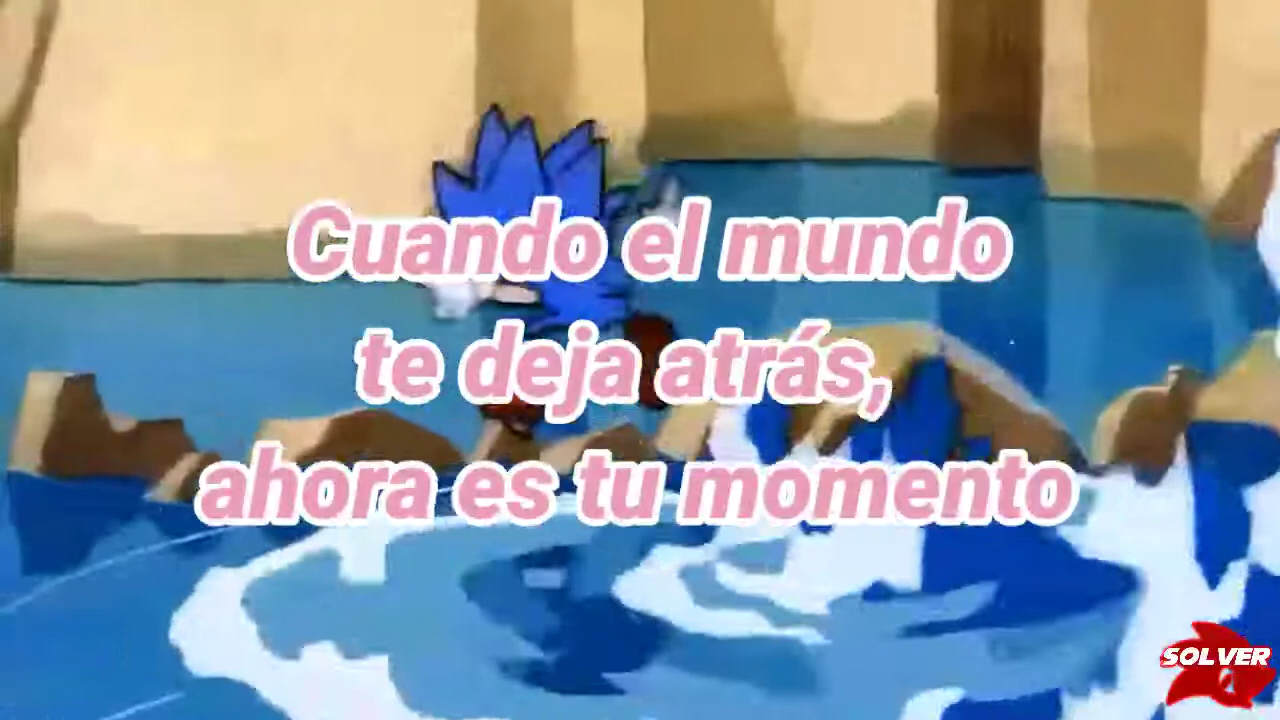 Cuando el mundo
te deja atrás,
ahora es tu momento
SOLVER